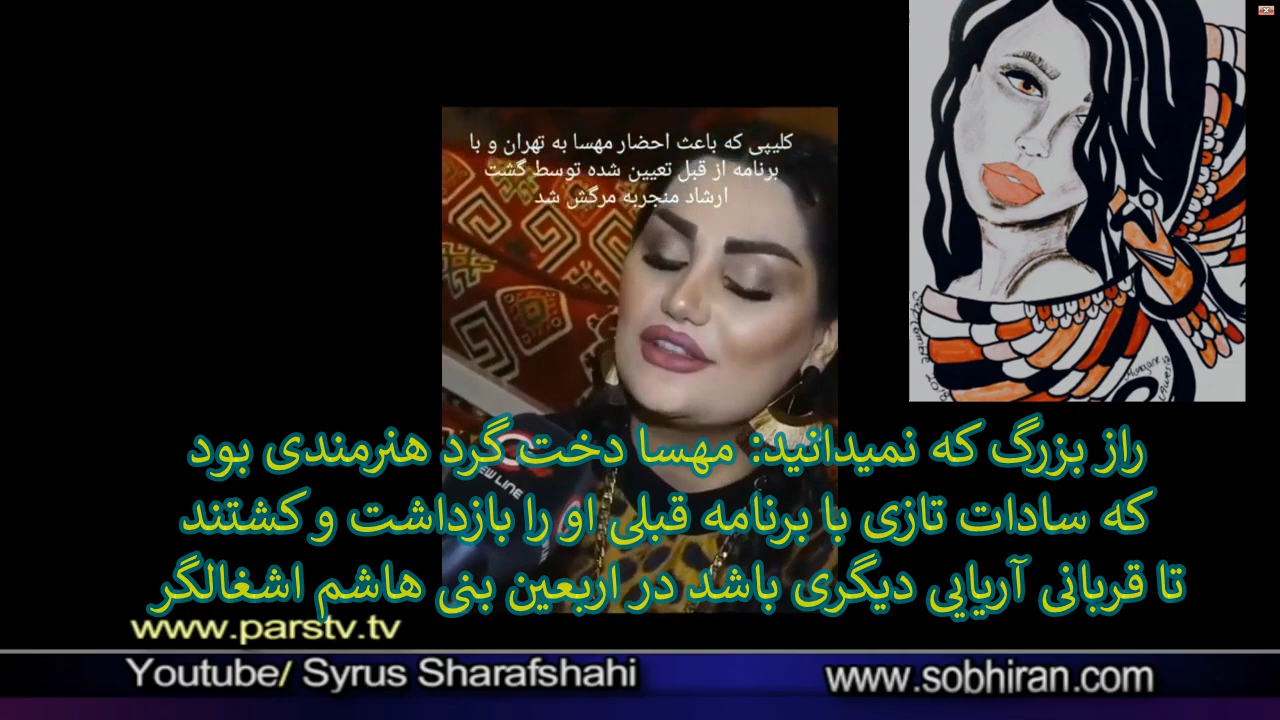 کلیپی که باعث احضار مهسا به تهران و با
برنامه از قبل تعیین شده توسط گشت
ارشاد منجربه مرگش شد
راز بزرگ که نمیدانید: مهسا دخت گرد هنرمندی بود
که سادات تازی با برنامه قبلی او را بازداشت و کشتند
تا قربانی آریایی دیگری باشد در اربعین بنی هاشم اشغالگر
www.parstv.tv
Youtube/ Syrus Sharafshahi
www.sobhiran.com